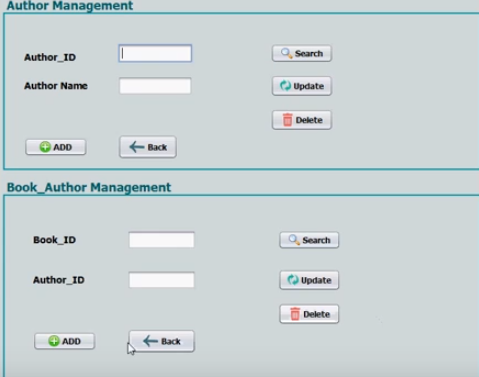 Author Management
Author_ID
Search
Author Name
Update
Delete
ADD
Back
Book_Author Management
Book_ID
Search
Author_ID
Update
Delete
ADD
Back